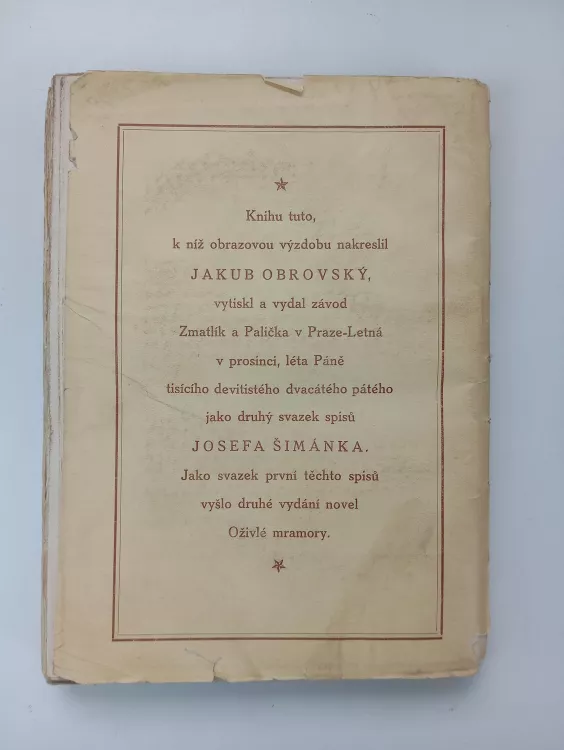 Knihu tuto,
k níž obrazovou výzdobu nakreslil
JAKUB OBROVSKÝ,
vytiskl a vydal závod
Zmatlík a Palička v Praze-Letná
v prosinci, léta Páně
tisícího devítistého dvacátého pátého
jako druhý svazek spisů
JOSEFA ŠIMÁNKA.
Jako svazek první těchto spisů
vyšlo druhé vydání novel
Oživlé mramory.